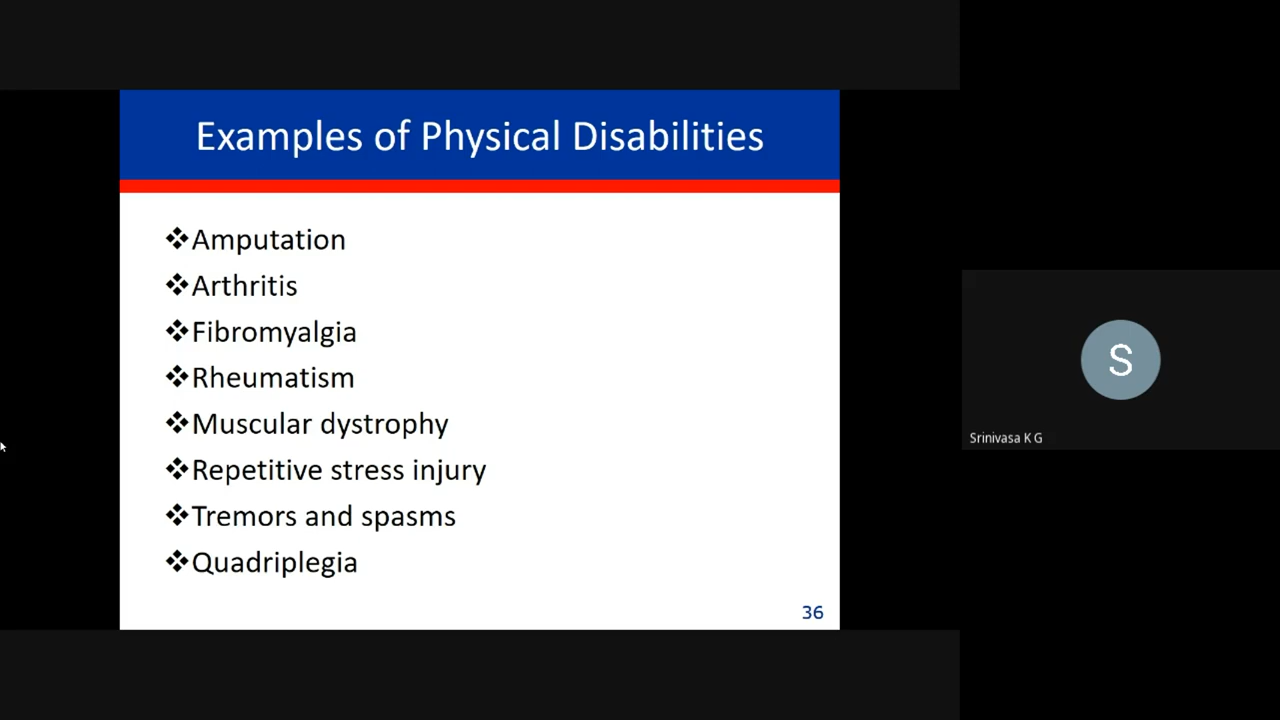 Examples of Physical Disabilities
❖Amputation
❖Arthritis
❖Fibromyalgia
❖Rheumatism
❖Muscular dystrophy
❖Repetitive stress injury
❖Tremors and spasms
❖Quadriplegia
36
S
Srinivasa K G